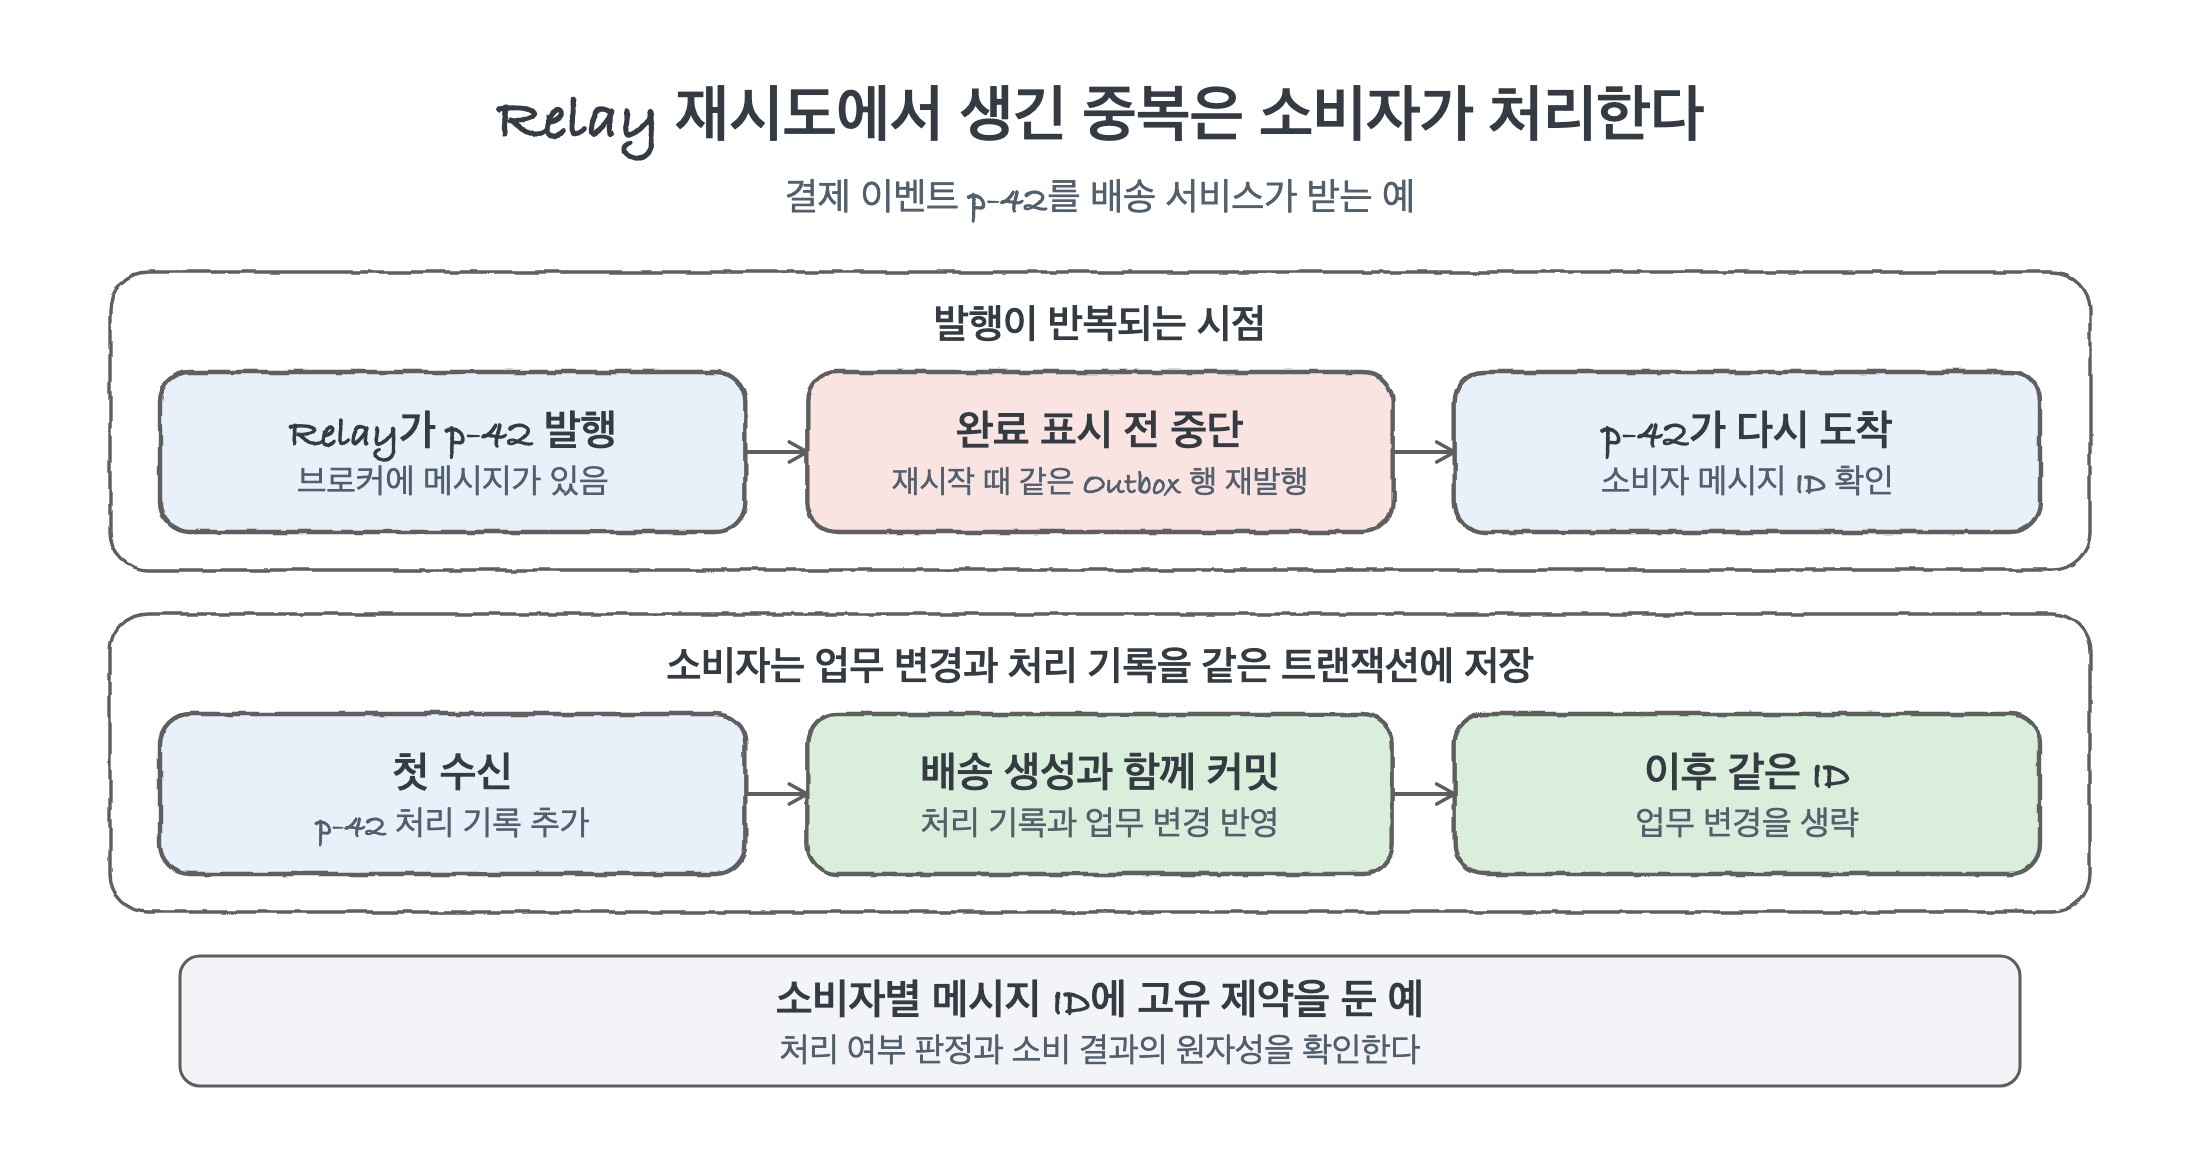 Relay 재시도에서 생긴 중복은 소비자가 처리한다
결제 이벤트 p-42를 배송 서비스가 받는 예
발행이 반복되는 시점
Relay가 p-42 발행
브로커에 메시지가 있음
완료 표시 전 중단
재시작 때 같은 Outbox 행 재발행
p-42가 다시 도착
소비자 메시지 ID 확인
소비자는 업무 변경과 처리 기록을 같은 트랜잭션에 저장
첫 수신
p-42 처리 기록 추가
배송 생성과 함께 커밋
처리 기록과 업무 변경 반영
이후 같은 ID
업무 변경을 생략
소비자별 메시지 ID에 고유 제약을 둔 예
처리 여부 판정과 소비 결과의 원자성을 확인한다